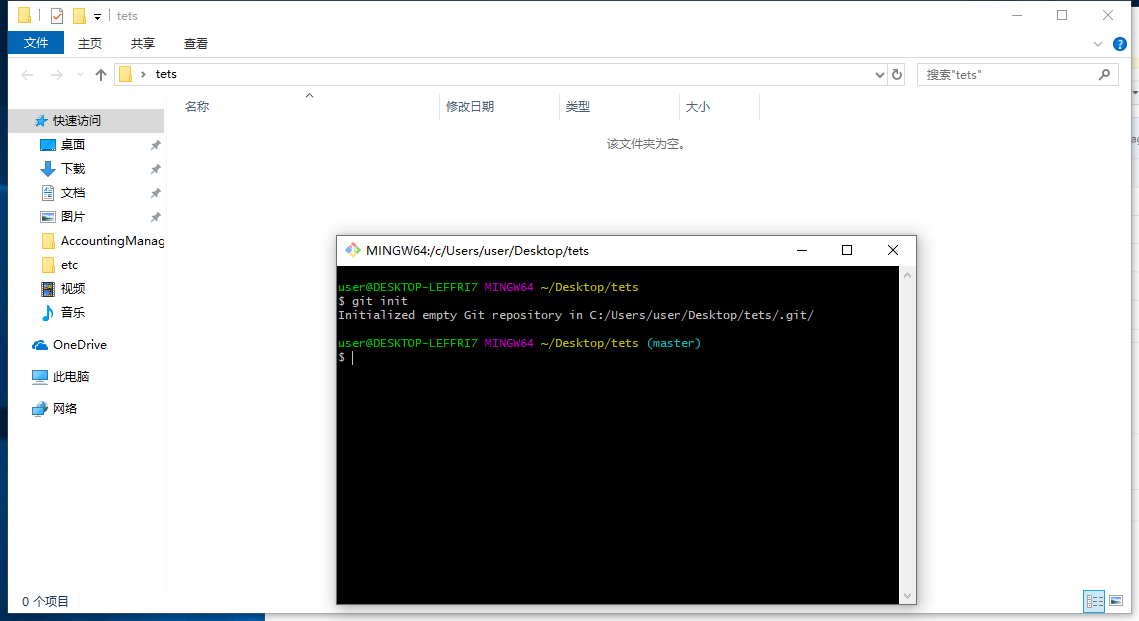 tets
文件 主页 共享 查看
tets
搜索"tets"
名称 修改日期 类型 大小
该文件夹为空。
快速访问
桌面
下载
文档
图片
AccountingManag
etc
视频
音乐
OneDrive
此电脑
网络
0 个项目
MINGW64:/c/Users/user/Desktop/tets
user@DESKTOP-LEFFRI7 MINGW64 ~/Desktop/tets
$ git init
Initialized empty Git repository in C:/Users/user/Desktop/tets/.git/
user@DESKTOP-LEFFRI7 MINGW64 ~/Desktop/tets (master)
$